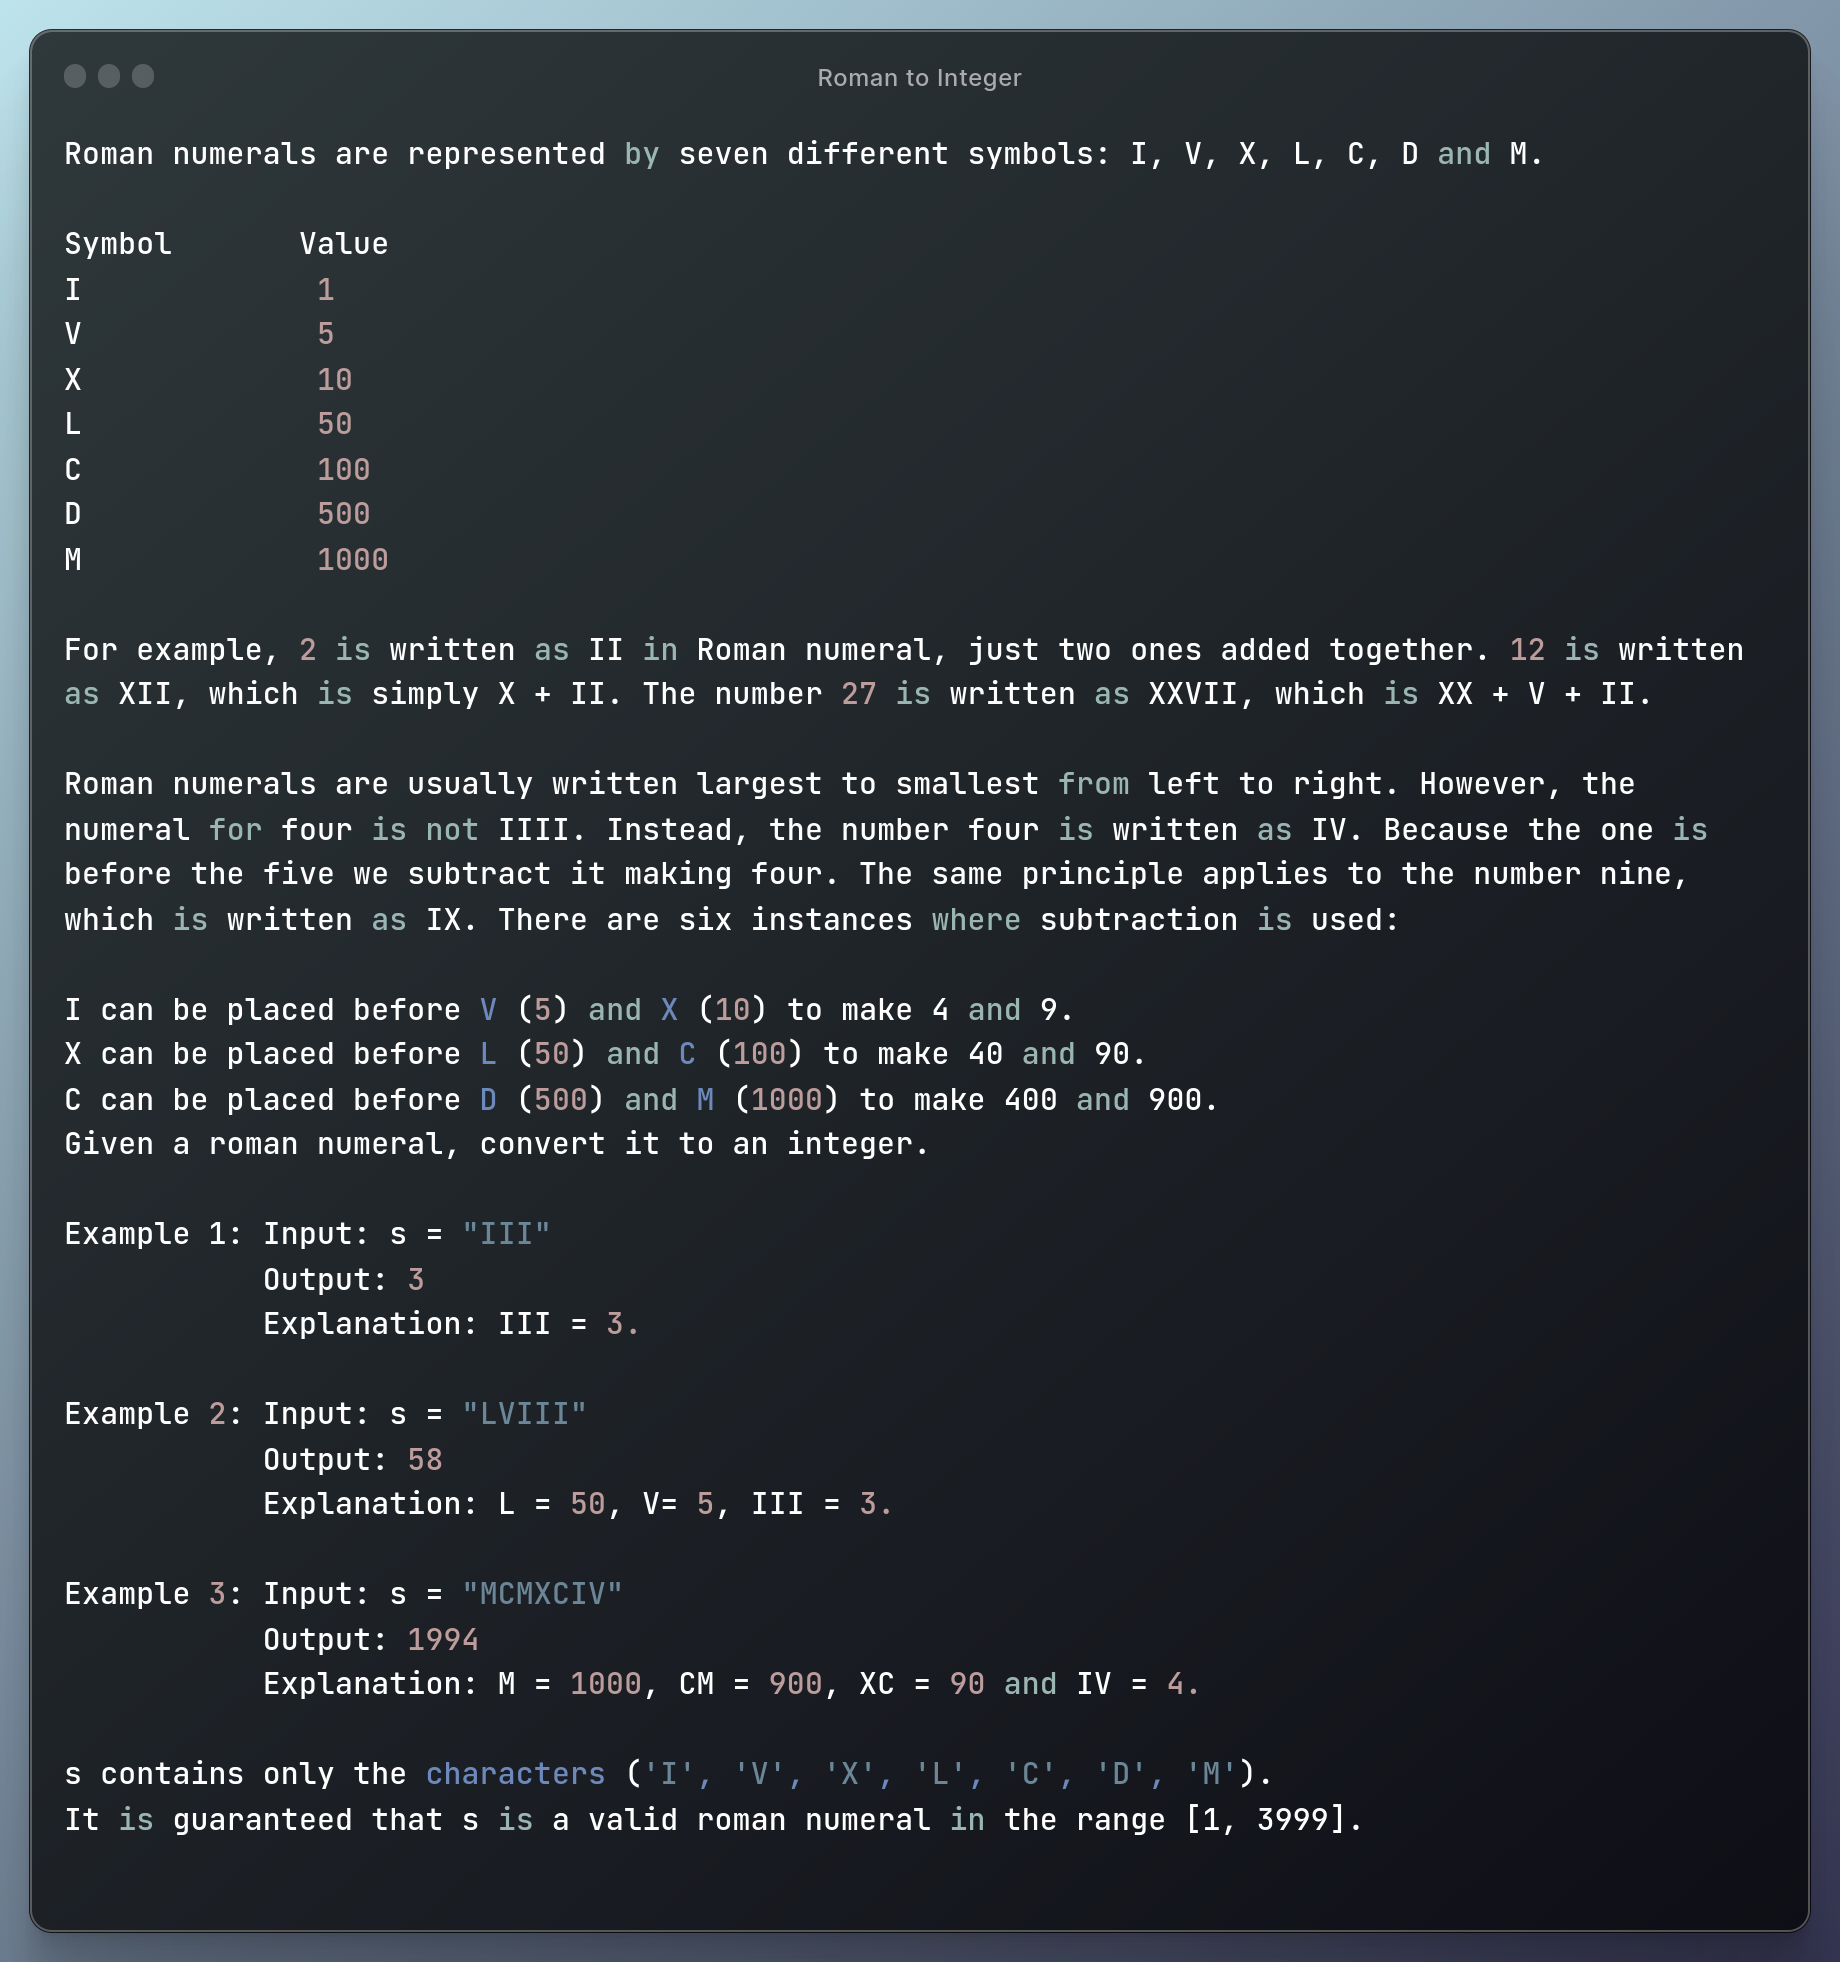 Roman to Integer
Roman numerals are represented by seven different symbols: I, V, X, L, C, D and M.
Symbol       Value
I             1
V             5
X             10
L             50
C             100
D             500
M             1000
For example, 2 is written as II in Roman numeral, just two ones added together. 12 is written
as XII, which is simply X + II. The number 27 is written as XXVII, which is XX + V + II.
Roman numerals are usually written largest to smallest from left to right. However, the
numeral for four is not IIII. Instead, the number four is written as IV. Because the one is
before the five we subtract it making four. The same principle applies to the number nine,
which is written as IX. There are six instances where subtraction is used:
I can be placed before V (5) and X (10) to make 4 and 9.
X can be placed before L (50) and C (100) to make 40 and 90.
C can be placed before D (500) and M (1000) to make 400 and 900.
Given a roman numeral, convert it to an integer.
Example 1: Input: s = "III"
Output: 3
Explanation: III = 3.
Example 2: Input: s = "LVIII"
Output: 58
Explanation: L = 50, V= 5, III = 3.
Example 3: Input: s = "MCMXCIV"
Output: 1994
Explanation: M = 1000, CM = 900, XC = 90 and IV = 4.
s contains only the characters ('I', 'V', 'X', 'L', 'C', 'D', 'M').
It is guaranteed that s is a valid roman numeral in the range [1, 3999].